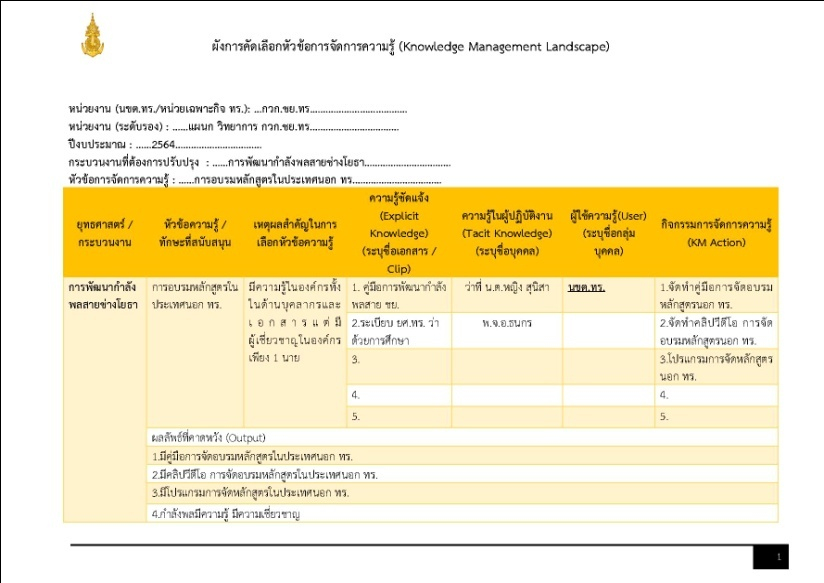 ผังการคัดเลือกหัวข้อการจัดการความรู้ (Knowledge Management Landscape)
หน่วยงาน (นขต.ทร./หน่วยเฉพาะกิจ ทร.): ...กวก.ขย.ทร..................................
หน่วยงาน (ระดับรอง) : ......แผนก วิทยาการ กวก.ขย.ทร..................................
ปีงบประมาณ : ......2564..................................
กระบวนงานที่ต้องการปรับปรุง : ......การพัฒนากำลังพลสายช่างโยธา..................................
หัวข้อการจัดการความรู้ : ......การอบรมหลักสูตรในประเทศนอก ทร..................................
ยุทธศาสตร์ /
กระบวนงาน
หัวข้อความรู้ /
ทักษะที่สนับสนุน
เหตุผลสำคัญในการ
เลือกหัวข้อความรู้
ความรู้ชัดแจ้ง
(Explicit
Knowledge)
(ระบุชื่อเอกสาร /
Clip)
ความรู้ในผู้ปฏิบัติงาน
(Tacit Knowledge)
(ระบุชื่อบุคคล)
ผู้ใช้ความรู้(User)
(ระบุชื่อกลุ่ม
บุคคล)
กิจกรรมการจัดการความรู้
(KM Action)
การพัฒนากำลัง
พลสายช่างโยธา
การอบรมหลักสูตรใน
ประเทศนอก ทร.
มีความรู้ในองค์กรทั้ง
ในด้านบุคลากรและ
เอกสารแต่มี
ผู้เชี่ยวชาญในองค์กร
เพียง 1 นาย
1. คู่มือการพัฒนากำลัง
พลสาย ขย.
ว่าที่ น.ต.หญิง สุนิสา
นขต.ทร.
1.จัดทำคู่มือการจัดอบรม
หลักสูตรนอก ทร.
2.ระเบียบ ยศ.ทร. ว่า
ด้วยการศึกษา
พ.จ.อ.ธนกร
2.จัดทำคลิปวีดีโอ การจัด
อบรมหลักสูตรนอก ทร.
3.
3.โปรแกรมการจัดหลักสูตร
นอก ทร.
4.
4.
5.
5.
ผลลัพธ์ที่คาดหวัง (Output)
1.มีคู่มือการจัดอบรมหลักสูตรในประเทศนอก ทร.
2.มีคลิปวีดีโอ การจัดอบรมหลักสูตรในประเทศนอก ทร.
3.มีโปรแกรมการจัดหลักสูตรในประเทศนอก ทร.
4.กำลังพลมีความรู้ มีความเชี่ยวชาญ
1